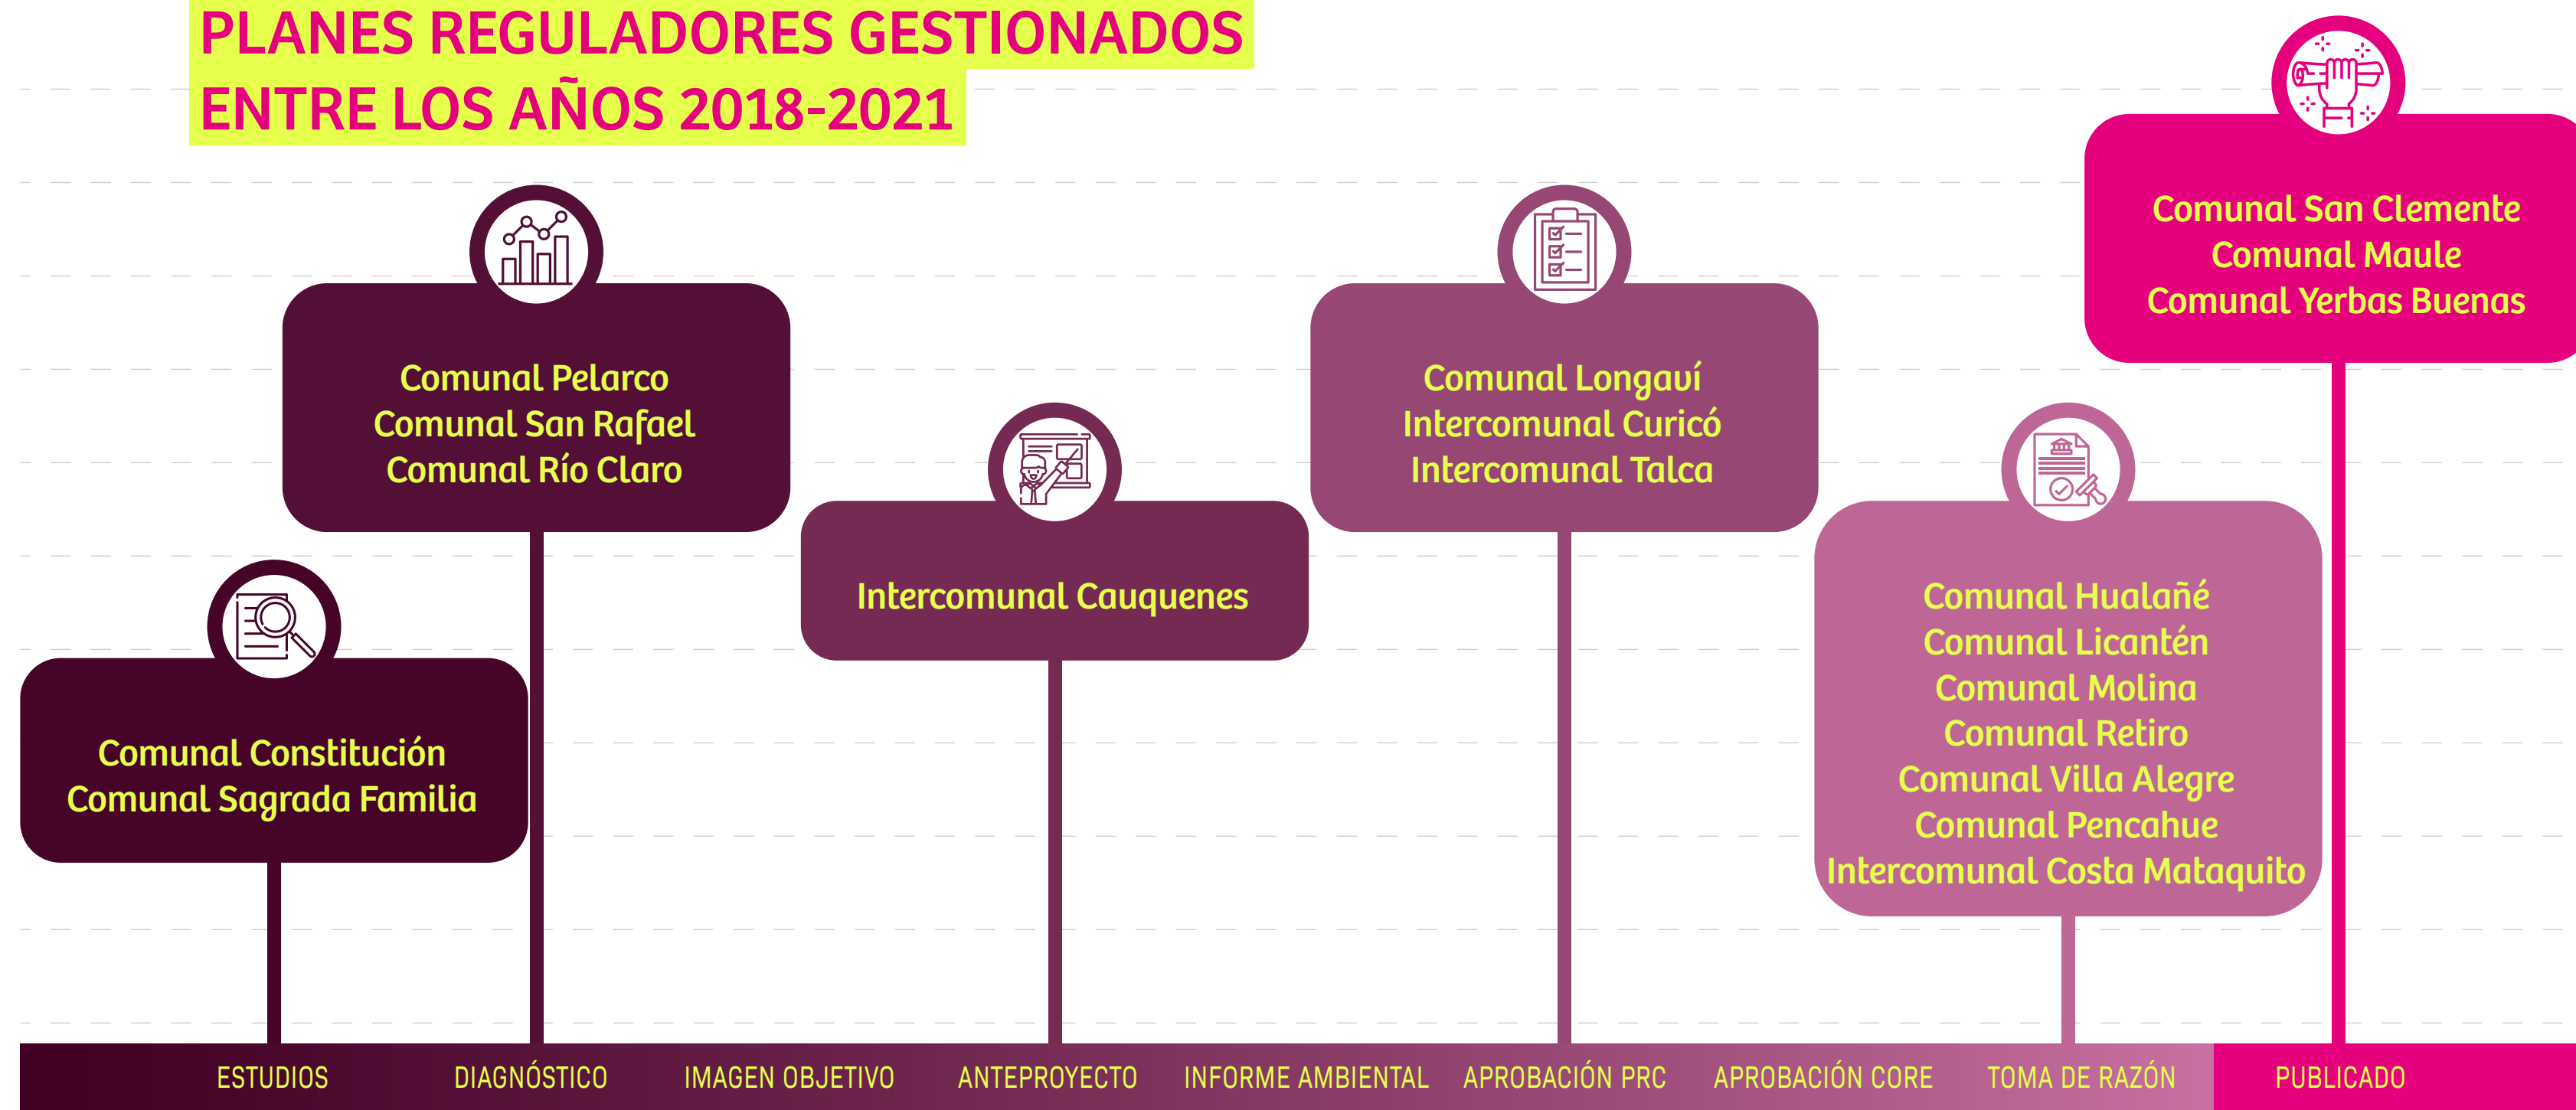 PLANES REGULADORES GESTIONADOS
ENTRE LOS AÑOS 2018-2021
Comunal Constitución
Comunal Sagrada Familia
Comunal Pelarco
Comunal San Rafael
Comunal Río Claro
Intercomunal Cauquenes
Comunal Longaví
Intercomunal Curicó
Intercomunal Talca
Comunal Hualañé
Comunal Licantén
Comunal Molina
Comunal Retiro
Comunal Villa Alegre
Comunal Pencahue
Intercomunal Costa Mataquito
Comunal San Clemente
Comunal Maule
Comunal Yerbas Buenas
ESTUDIOS
DIAGNÓSTICO
IMAGEN OBJETIVO
ANTEPROYECTO
INFORME AMBIENTAL
APROBACIÓN PRC
APROBACIÓN CORE
TOMA DE RAZÓN
PUBLICADO